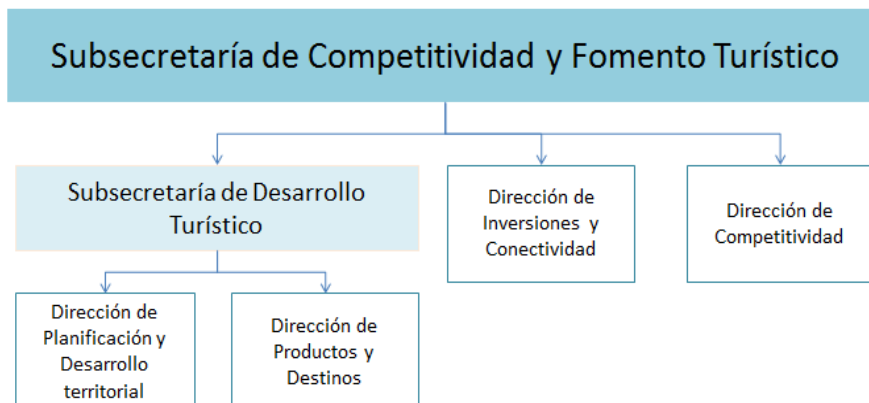 Subsecretaría de Competitividad y Fomento Turístico
Subsecretaría de Desarrollo
Turístico
Dirección de
Inversiones y
Conectividad
Dirección de
Competitividad
Dirección de
Planificación y
Desarrollo
territorial
Dirección de
Productos y
Destinos